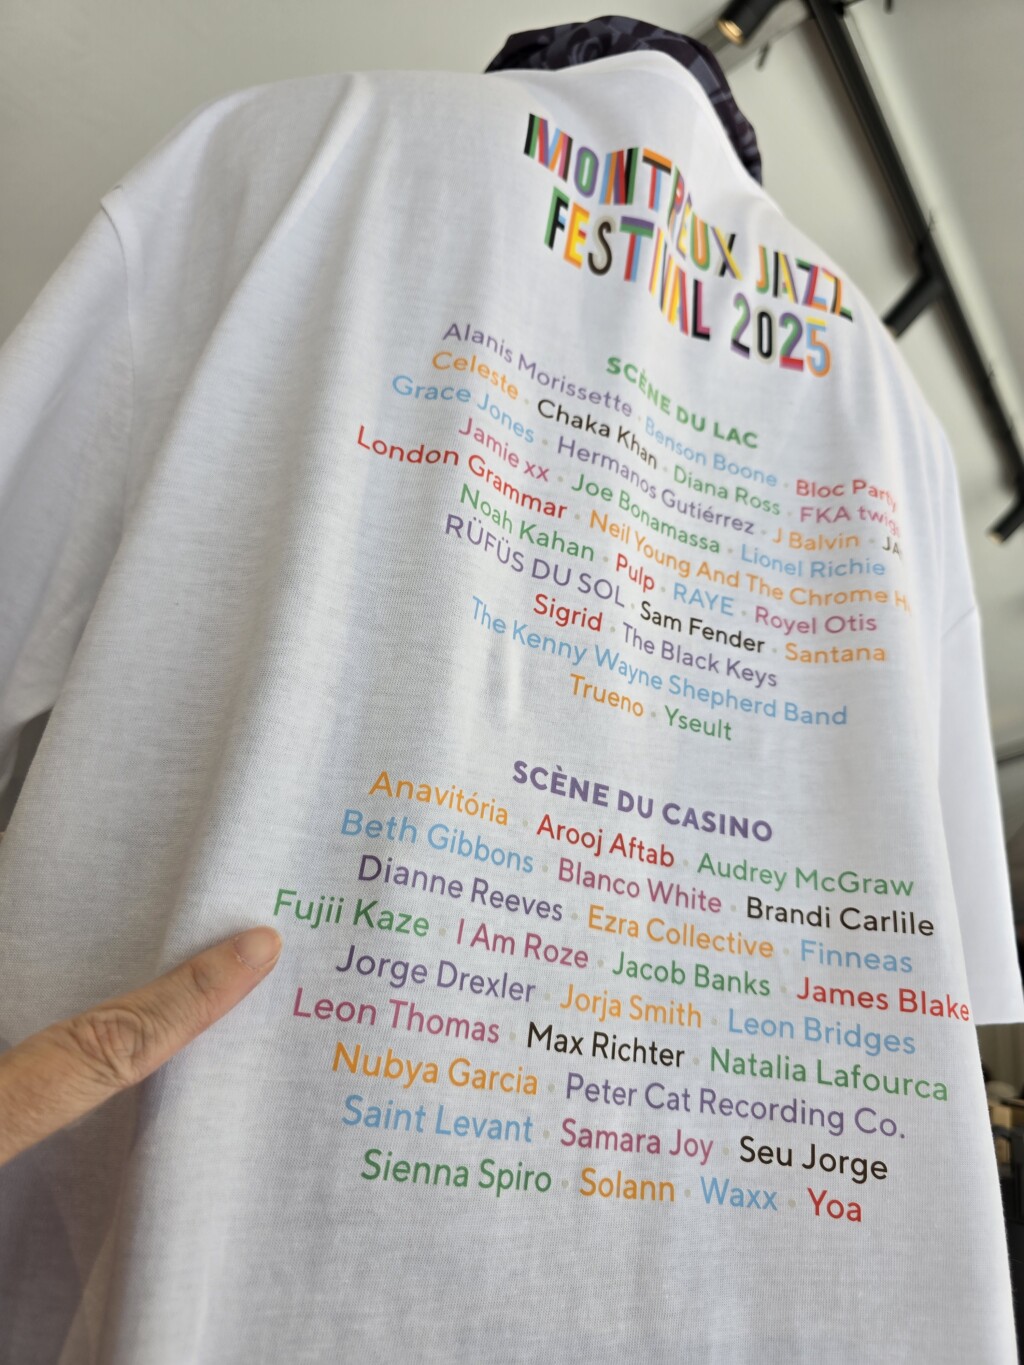 MONTREUX JAZZ
FESTIVAL 2025
SCÈNE DU LAC
Alanis Morissette · Benson Boone · Bloc Party
Celeste · Chaka Khan · Diana Ross · FKA twigs
Grace Jones · Hermanos Gutiérrez · J Balvin ·
Jamie xx · Joe Bonamassa · Lionel Richie
London Grammar · Neil Young And The Chrome
Noah Kahan · Pulp · RAYE · Royel Otis
RÜFÜS DU SOL · Sam Fender · Santana
Sigrid · The Black Keys
The Kenny Wayne Shepherd Band
Trueno · Yseult
SCÈNE DU CASINO
Anavitória · Arooj Aftab · Audrey McGraw
Beth Gibbons · Blanco White · Brandi Carlile
Dianne Reeves · Ezra Collective · Finneas
Fujii Kaze · I Am Roze · Jacob Banks · James Blake
Jorge Drexler · Jorja Smith · Leon Bridges
Leon Thomas · Max Richter · Natalia Lafourca
Nubya Garcia · Peter Cat Recording Co.
Saint Levant · Samara Joy · Seu Jorge
Sienna Spiro · Solann · Waxx · Yoa